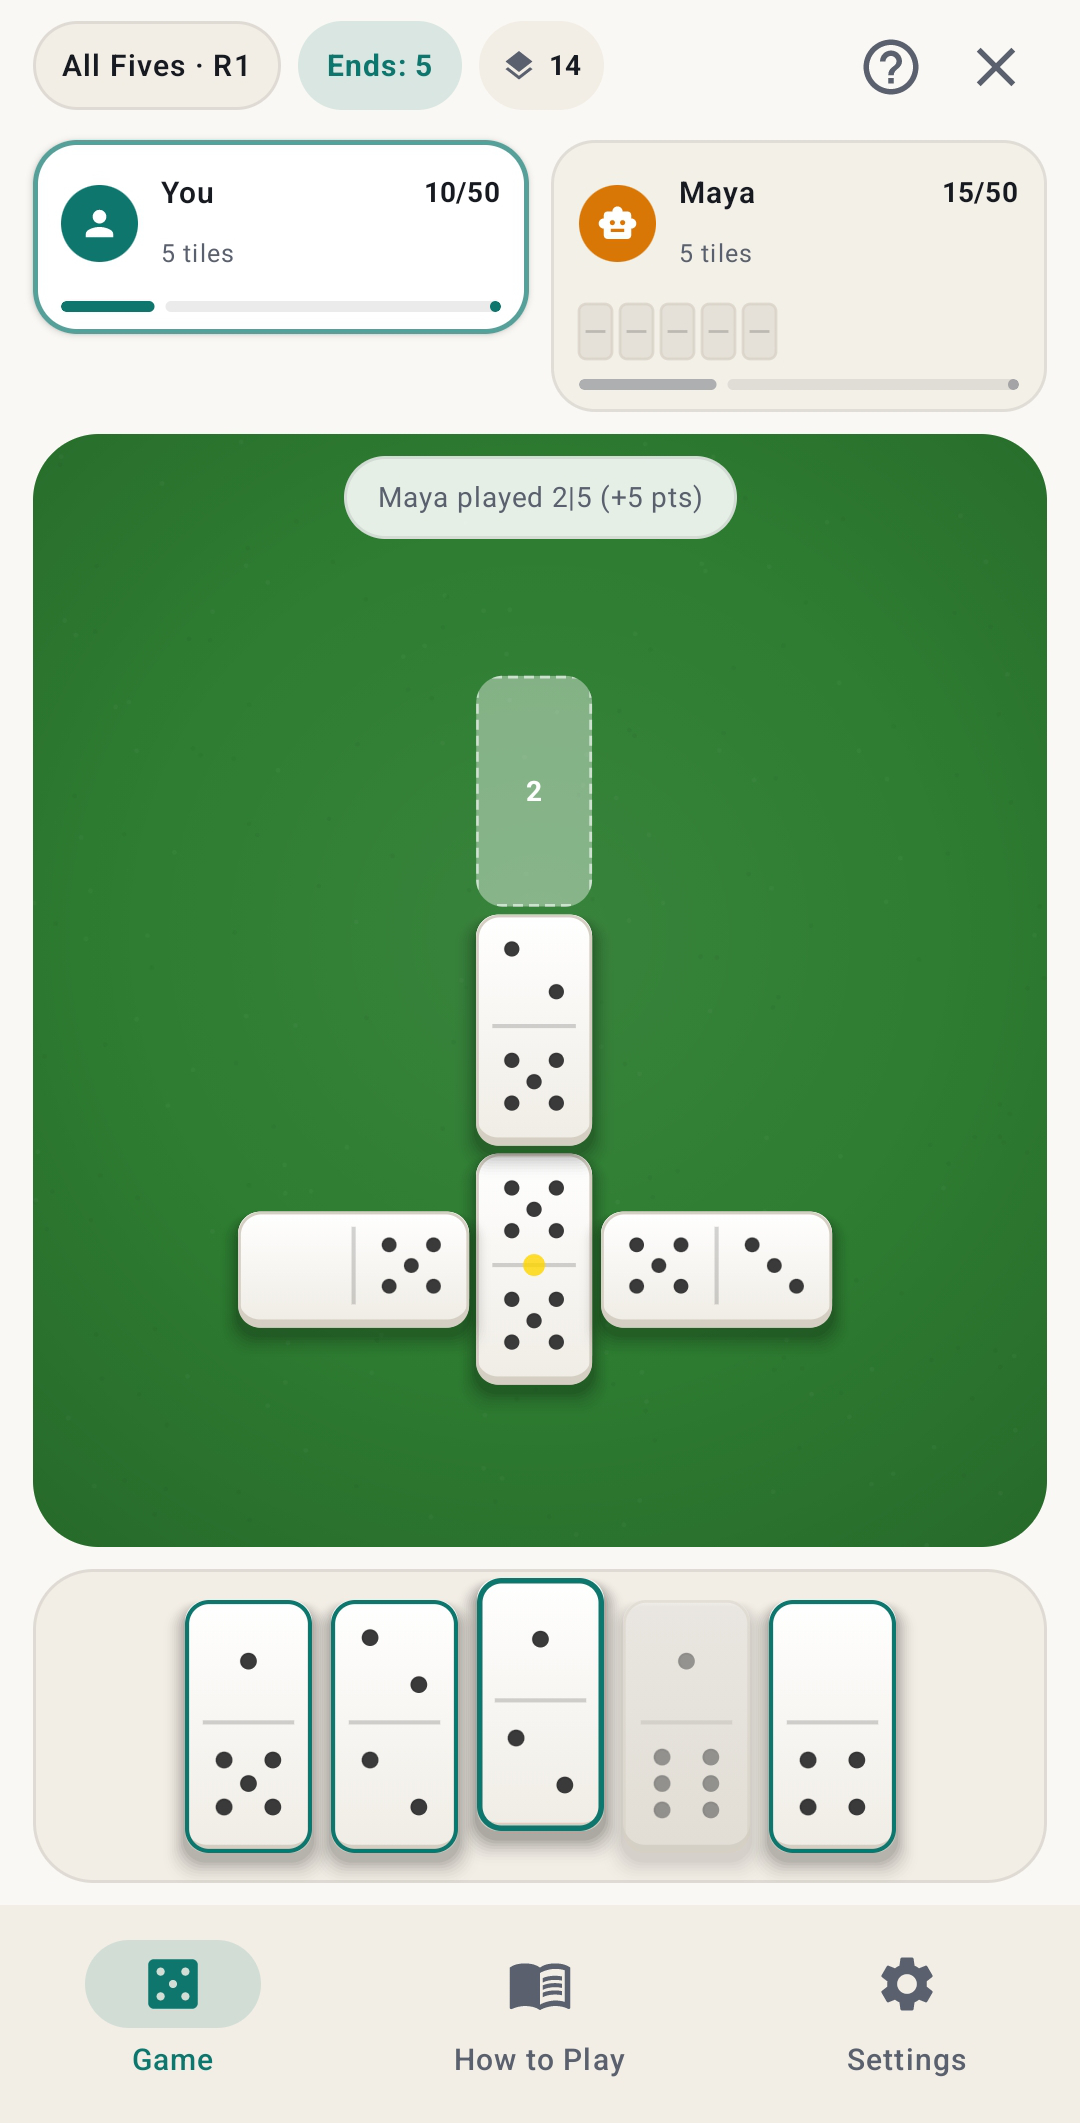 All Fives · R1
Ends: 5
14
You
10/50
5 tiles
Maya
15/50
5 tiles
Maya played 2|5 (+5 pts)
2
Game
How to Play
Settings